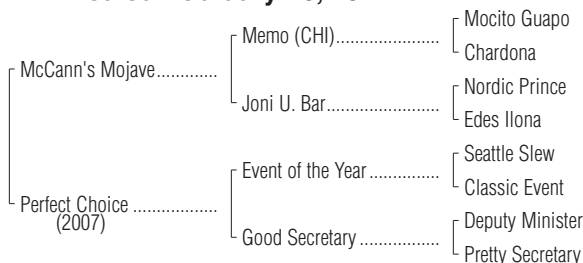 Mocito Guapo
Memo (CHI)
Chardona
McCann's Mojave
Nordic Prince
Joni U. Bar
Edes Ilona
Seattle Slew
Event of the Year
Classic Event
Perfect Choice
(2007)
Deputy Minister
Good Secretary
Pretty Secretary